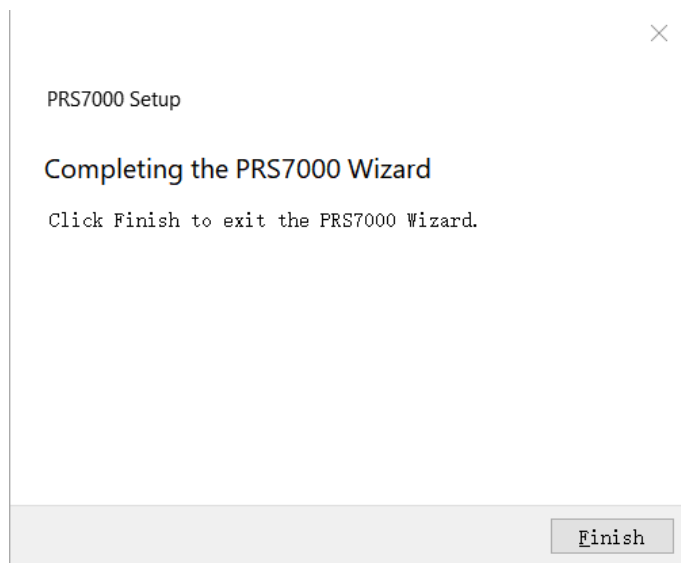 PRS7000 Setup
Completing the PRS7000 Wizard
Click Finish to exit the PRS7000 Wizard.
Finish